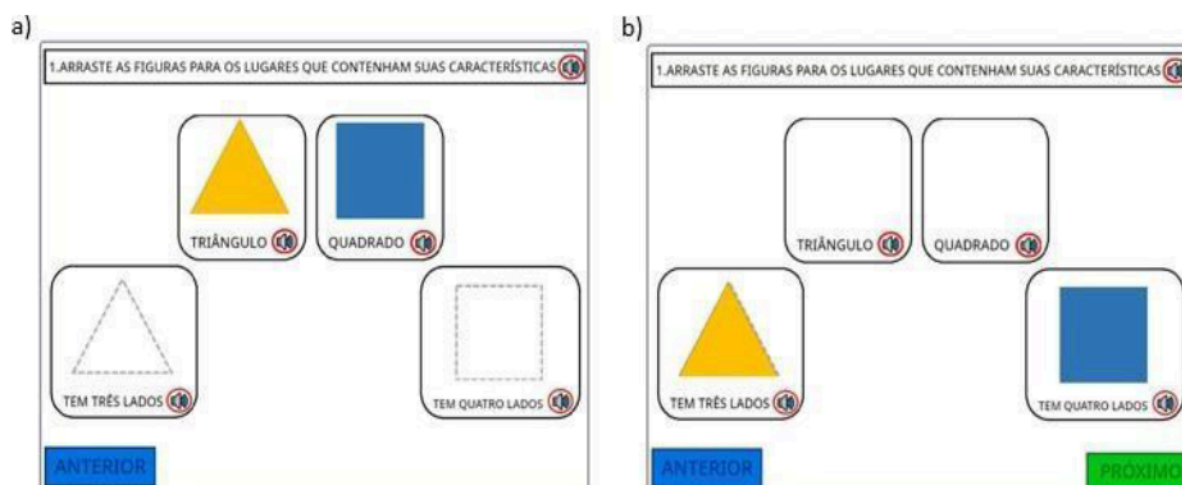 a)
1.ARRASTE AS FIGURAS PARA OS LUGARES QUE CONTENHAM SUAS CARACTERÍSTICAS
TRIÂNGULO
QUADRADO
TEM TRÊS LADOS
TEM QUATRO LADOS
ANTERIOR
b)
1.ARRASTE AS FIGURAS PARA OS LUGARES QUE CONTENHAM SUAS CARACTERÍSTICAS
TRIÂNGULO
QUADRADO
TEM TRÊS LADOS
TEM QUATRO LADOS
ANTERIOR
PRÓXIMO